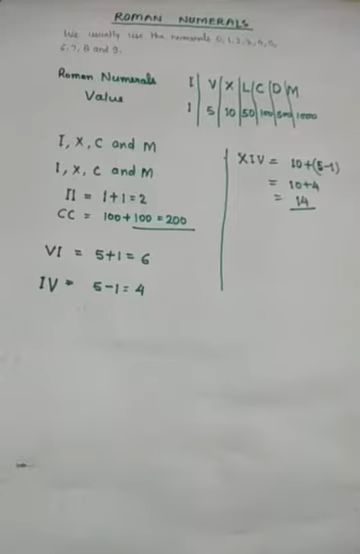 ROMAN NUMERALS
We usually use the numerals 0, 1, 2, 3, 4, 5,
6, 7, 8 and 9.
Roman Numerals I | V | X | L | C | D | M
Value 1 | 5 | 10 | 50 | 100 | 500 | 1000
I, X, C and M
I, X, C and M
II = 1+1=2
CC = 100+100=200
VI = 5+1=6
IV = 5-1=4
XIV = 10+(5-1)
= 10+4
= 14